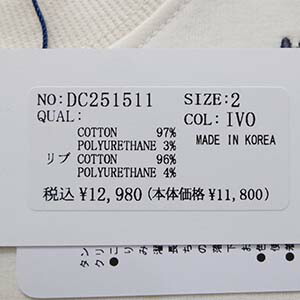 NO:DC251511 SIZE:2
QUAL: COL:IVO
COTTON 97% MADE IN KOREA
POLYURETHANE 3%
リブ COTTON 96%
POLYURETHANE 4%
税込 ¥12,980 (本体価格 ¥11,800)